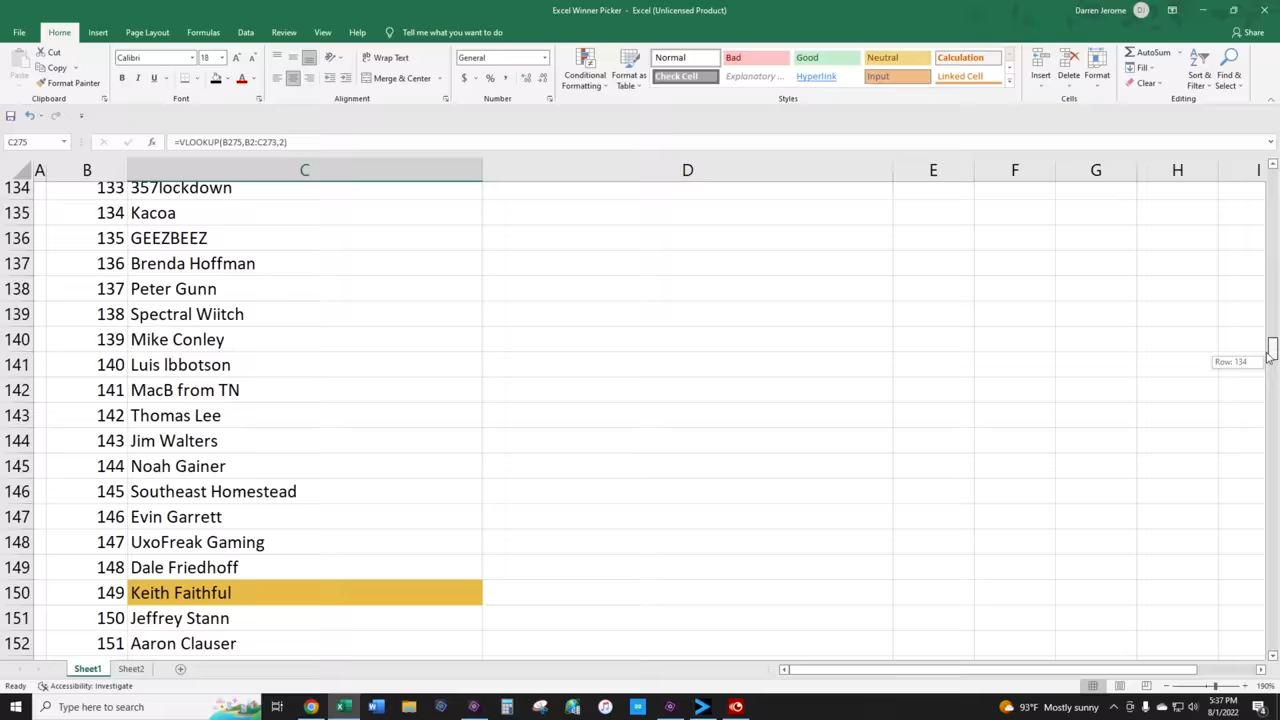 Excel Winner Picker - Excel (Unlicensed Product)
Darren Jerome DJ
File Home Insert Page Layout Formulas Data Review View Help Tell me what you want to do Share
Paste
Cut
Copy
Format Painter
Clipboard
Calibri 18
B I U
Font
Wrap Text
Merge & Center
Alignment
General
$ % ,
Number
Conditional Formatting
Format as Table
Normal Bad Good Neutral Calculation
Check Cell Explanatory ... Hyperlink Input Linked Cell
Styles
Insert Delete Format
Cells
AutoSum
Fill
Clear
Sort & Filter
Find & Select
Editing
C275 fx =VLOOKUP(B275,B2:C273,2)
A B C D E F G H I
134 133 357lockdown
135 134 Kacoa
136 135 GEEZBEEZ
137 136 Brenda Hoffman
138 137 Peter Gunn
139 138 Spectral Wiitch
140 139 Mike Conley
141 140 Luis lbbotson
142 141 MacB from TN
143 142 Thomas Lee
144 143 Jim Walters
145 144 Noah Gainer
146 145 Southeast Homestead
147 146 Evin Garrett
148 147 UxoFreak Gaming
149 148 Dale Friedhoff
150 149 Keith Faithful
151 150 Jeffrey Stann
152 151 Aaron Clauser
Row: 134
Sheet1 Sheet2
Ready Accessibility: Investigate 190%
Type here to search
93°F Mostly sunny
5:37 PM
8/1/2022